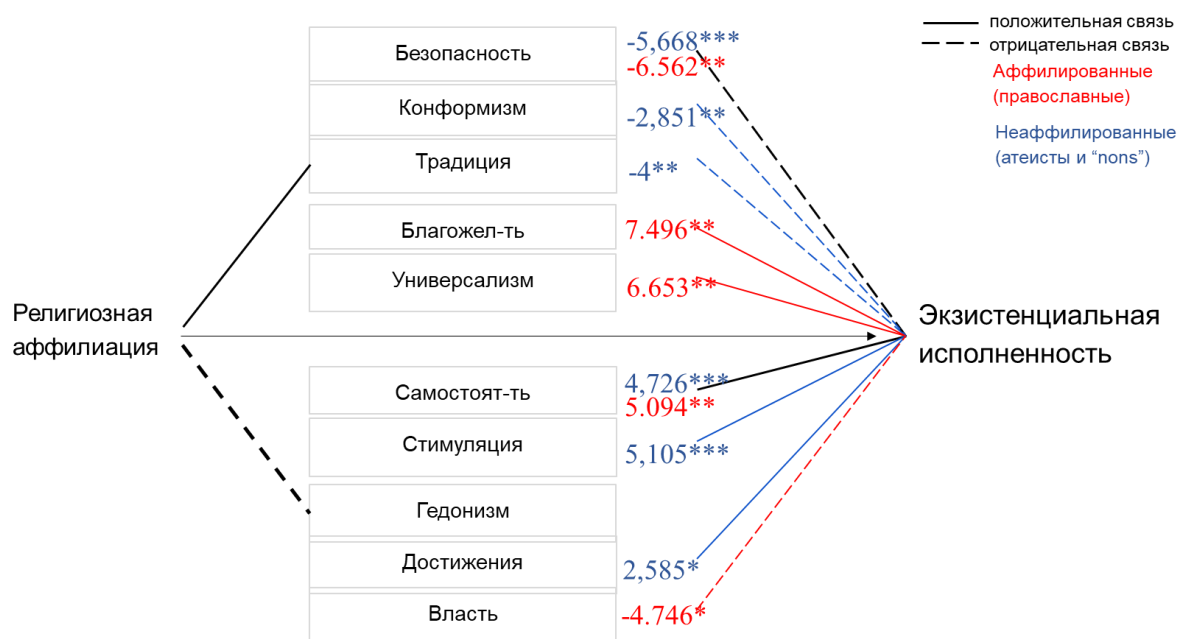 положительная связь
отрицательная связь
Аффилированные
(православные)
Неаффилированные
(атеисты и “nons”)
Безопасность
-5,668***
-6.562**
Конформизм
-2,851**
Традиция
-4**
Благожел-ть
7.496**
Универсализм
6.653**
Религиозная
аффилиация
Экзистенциальная
исполненность
Самостоят-ть
4,726***
5.094**
Стимуляция
5,105***
Гедонизм
Достижения
2,585*
Власть
-4.746*